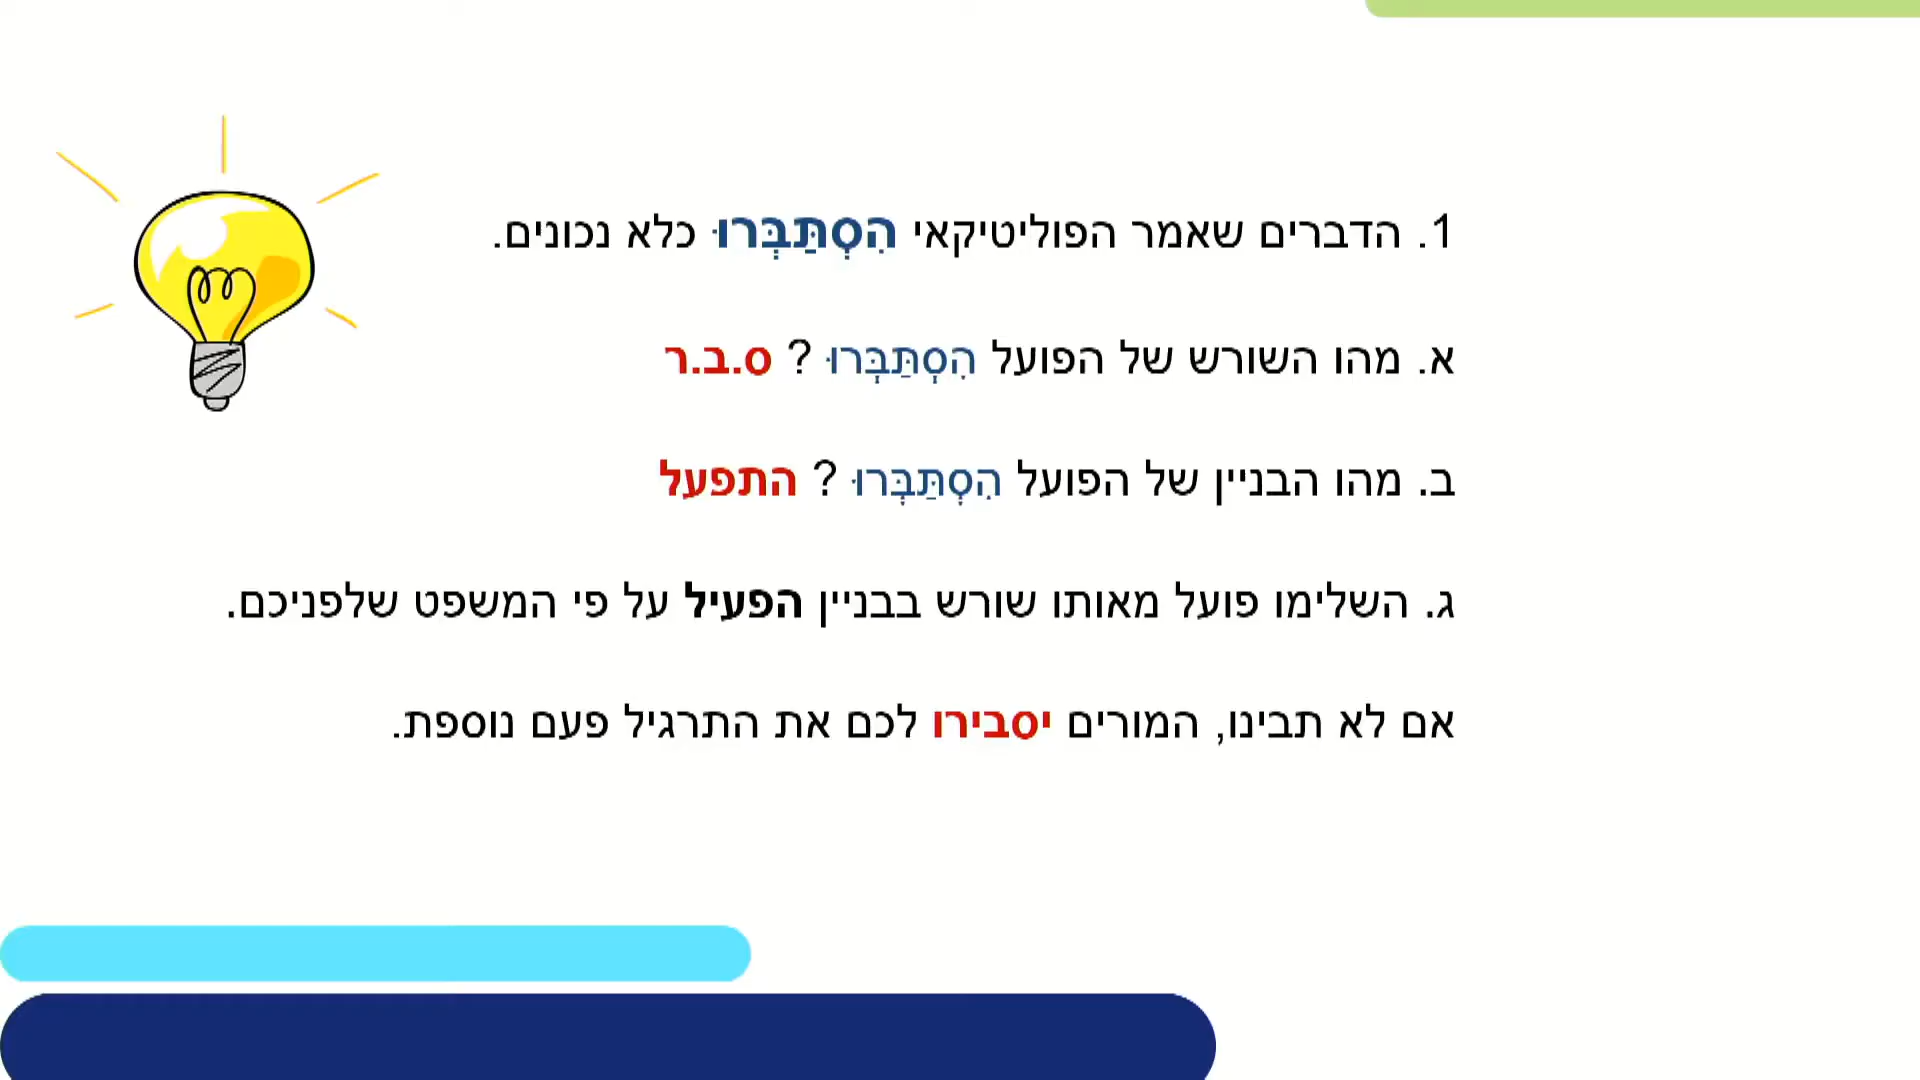 1. הדברים שאמר הפוליטיקאי הִסְתַּבְּרוּ כלא נכונים.
א. מהו השורש של הפועל הִסְתַּבְּרוּ ? ס.ב.ר
ב. מהו הבניין של הפועל הִסְתַּבְּרוּ ? התפעל
ג. השלימו פועל מאותו שורש בבניין הפעיל על פי המשפט שלפניכם.
אם לא תבינו, המורים יסבירו לכם את התרגיל פעם נוספת.